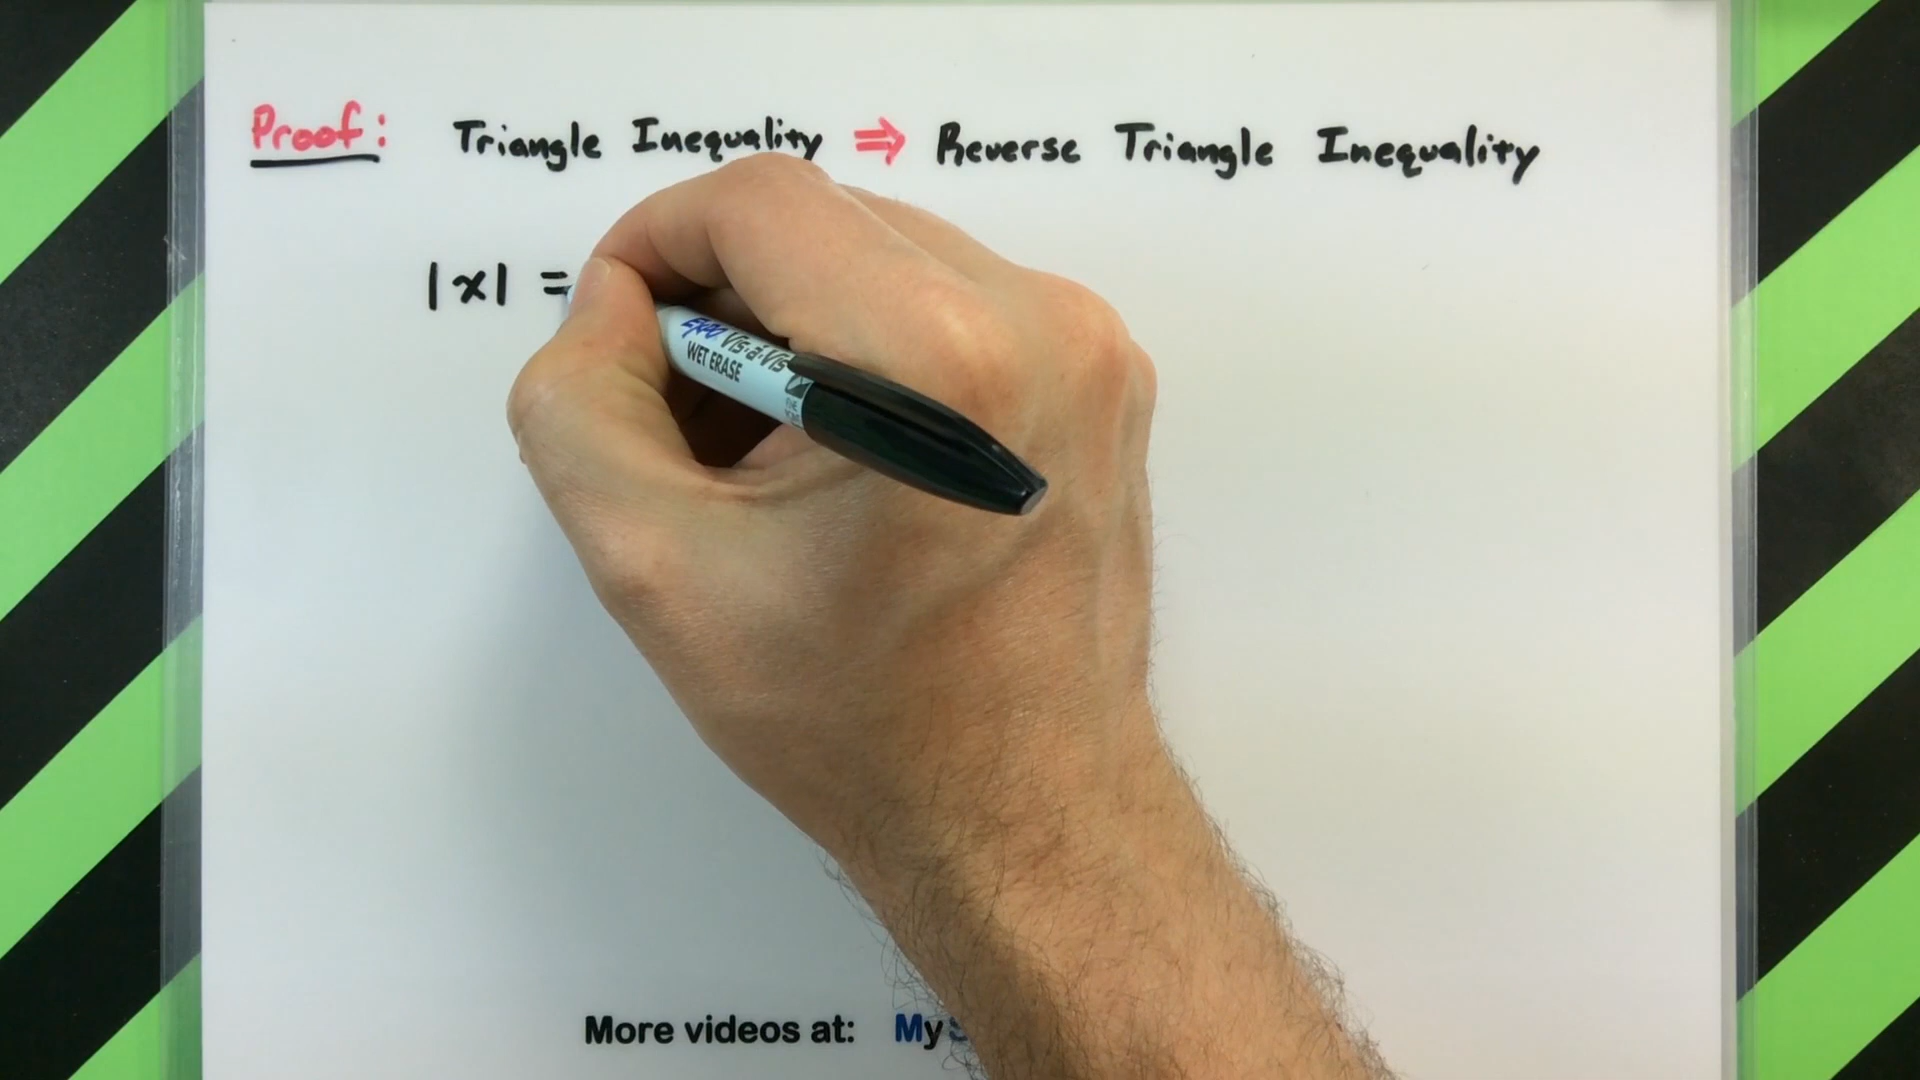 Proof: Triangle Inequality ⇒ Reverse Triangle Inequality
|x| =
EXPO Vis-à-Vis
WET ERASE
More videos at: My